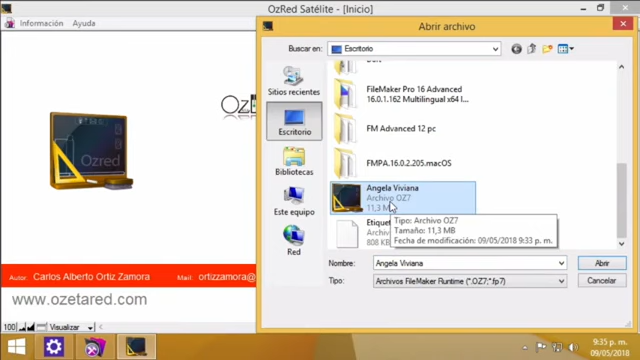 OzRed Satélite - [Inicio]
Información
Ayuda
Abrir archivo
Buscar en:
Escritorio
Sitios recientes
Escritorio
Bibliotecas
Este equipo
Red
FileMaker Pro 16 Advanced
16.0.1.162 Multilingual x64 I...
FM Advanced 12 pc
FMPA.16.0.2.205.macOS
Angela Viviana
Archivo OZ7
11,3 MB
Tipo: Archivo OZ7
Tamaño: 11,3 MB
Fecha de modificación: 09/05/2018 9:33 p. m.
808 KB
Nombre:
Angela Viviana
Abrir
Tipo:
Archivos FileMaker Runtime (*.OZ7;*.fp7)
Cancelar
Ozred
Autor: Carlos Alberto Ortiz Zamora
Mail: ortizzamora@
www.ozetared.com
100
Visualizar
9:35 p. m.
09/05/2018